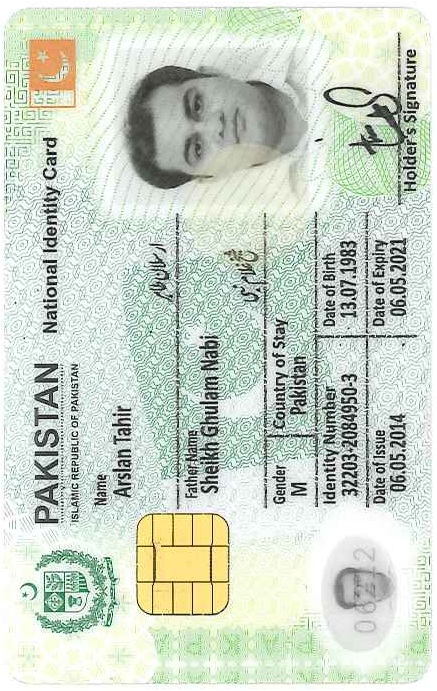 PAKISTAN National Identity Card
ISLAMIC REPUBLIC OF PAKISTAN
Name
Arslan Tahir
ارسلان طاہر
Father Name
Sheikh Ghulam Nabi
شیخ غلام نبی
Gender
M
Country of Stay
Pakistan
Identity Number
32203-2084950-3
Date of Birth
13.07.1983
Date of Issue
06.05.2014
Date of Expiry
06.05.2021
Holder's Signature